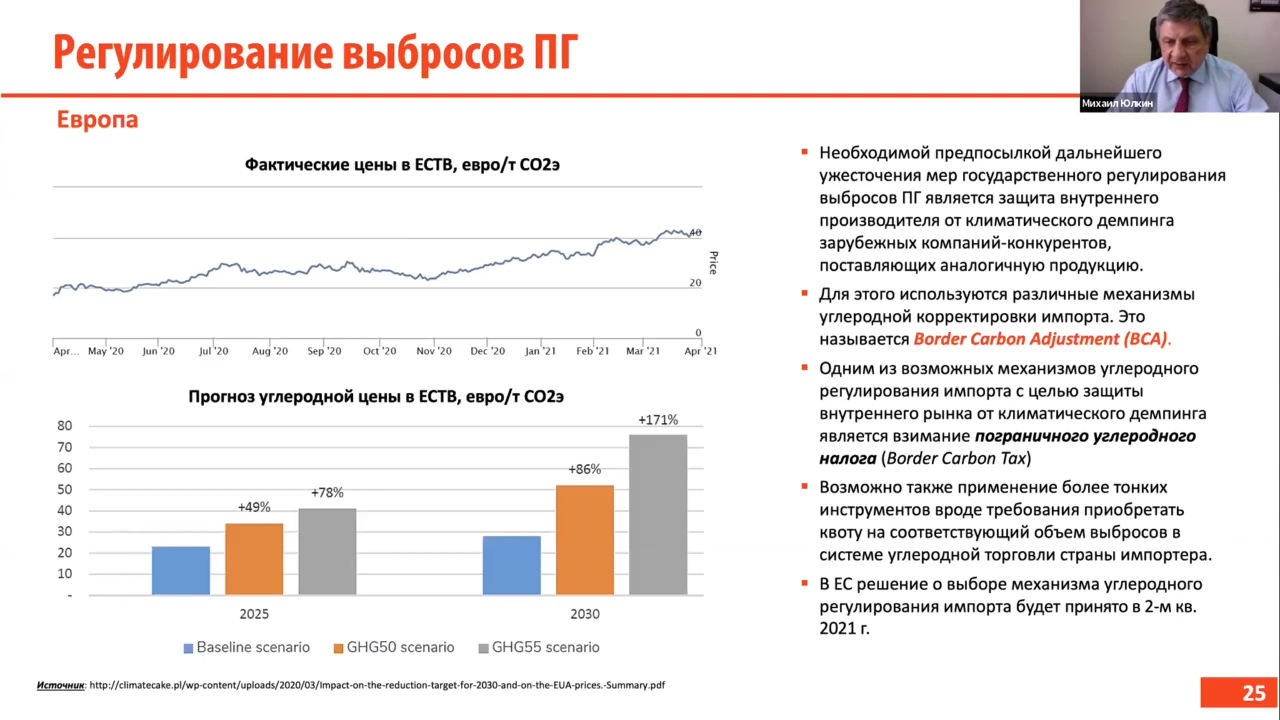 Регулирование выбросов ПГ
Михаил Юлкин
Европа
Фактические цены в ЕСТВ, евро/т СО2э
40
20
0
Price
Apr... May '20 Jun '20 Jul '20 Aug '20 Sep '20 Oct '20 Nov '20 Dec '20 Jan '21 Feb '21 Mar '21 Apr '21
Прогноз углеродной цены в ЕСТВ, евро/т СО2э
80
70
60
50
40
30
20
10
-
+49%
+78%
+86%
+171%
2025 2030
Baseline scenario GHG50 scenario GHG55 scenario
Необходимой предпосылкой дальнейшего
ужесточения мер государственного регулирования
выбросов ПГ является защита внутреннего
производителя от климатического демпинга
зарубежных компаний-конкурентов,
поставляющих аналогичную продукцию.
Для этого используются различные механизмы
углеродной корректировки импорта. Это
называется Border Carbon Adjustment (BCA).
Одним из возможных механизмов углеродного
регулирования импорта с целью защиты
внутреннего рынка от климатического демпинга
является взимание пограничного углеродного
налога (Border Carbon Tax)
Возможно также применение более тонких
инструментов вроде требования приобретать
квоту на соответствующий объем выбросов в
системе углеродной торговли страны импортера.
В ЕС решение о выборе механизма углеродного
регулирования импорта будет принято в 2-м кв.
2021 г.
Источник: http://climatecake.pl/wp-content/uploads/2020/03/Impact-on-the-reduction-target-for-2030-and-on-the-EUA-prices.-Summary.pdf
25